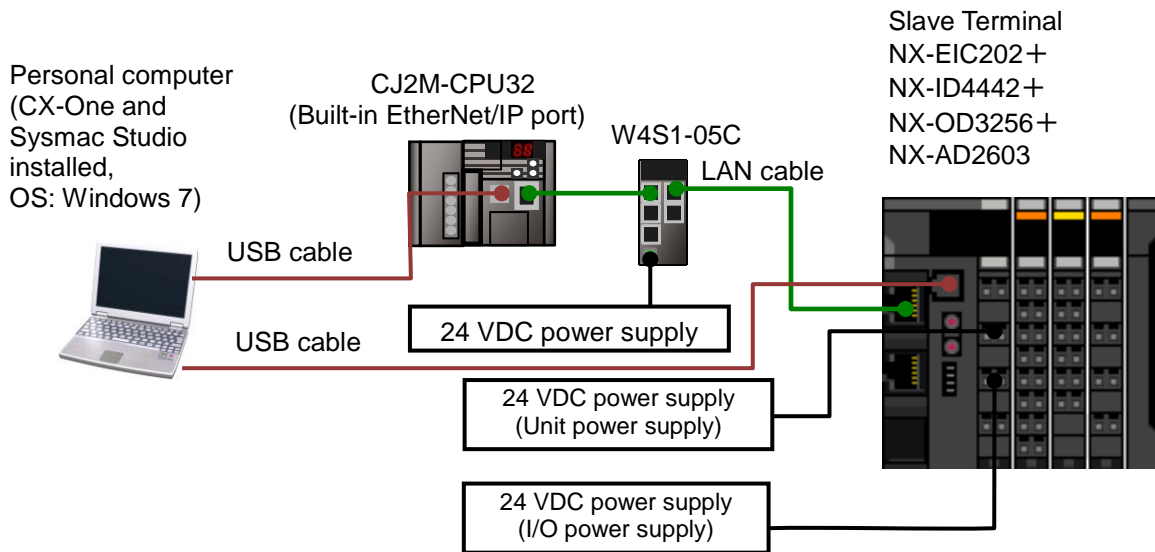 Slave Terminal
NX-EIC202＋
NX-ID4442＋
NX-OD3256＋
NX-AD2603
Personal computer
(CX-One and
Sysmac Studio
installed,
OS: Windows 7)
CJ2M-CPU32
(Built-in EtherNet/IP port)
W4S1-05C
LAN cable
USB cable
24 VDC power supply
USB cable
24 VDC power supply
(Unit power supply)
24 VDC power supply
(I/O power supply)
88